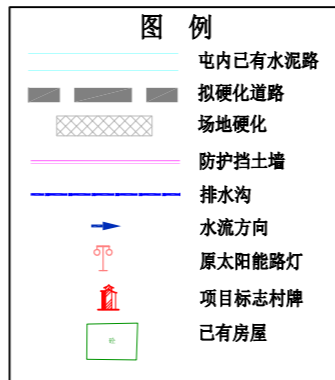 图 例
屯内已有水泥路
拟硬化道路
场地硬化
防护挡土墙
排水沟
水流方向
原太阳能路灯
项目标志村牌
砼
已有房屋